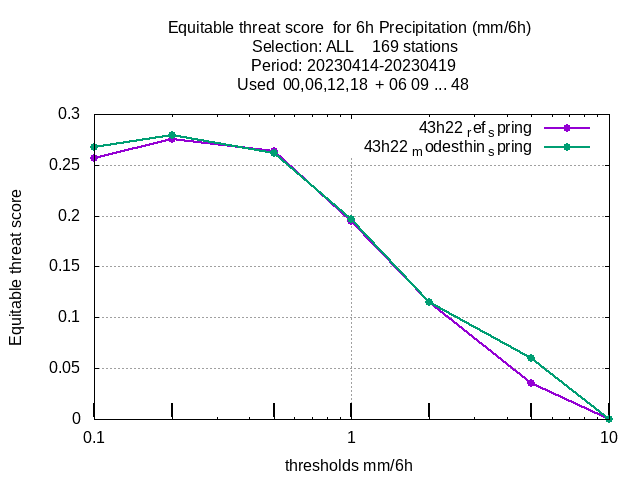 Equitable threat score  for 6h Precipitation (mm/6h)
Selection: ALL    169 stations
Period: 20230414-20230419
Used  00,06,12,18  + 06 09 ... 48
43h22 ref spring
43h22 modesthin spring
0.3
0.25
0.2
0.15
0.1
0.05
0
Equitable threat score
0.1 1 10
thresholds mm/6h